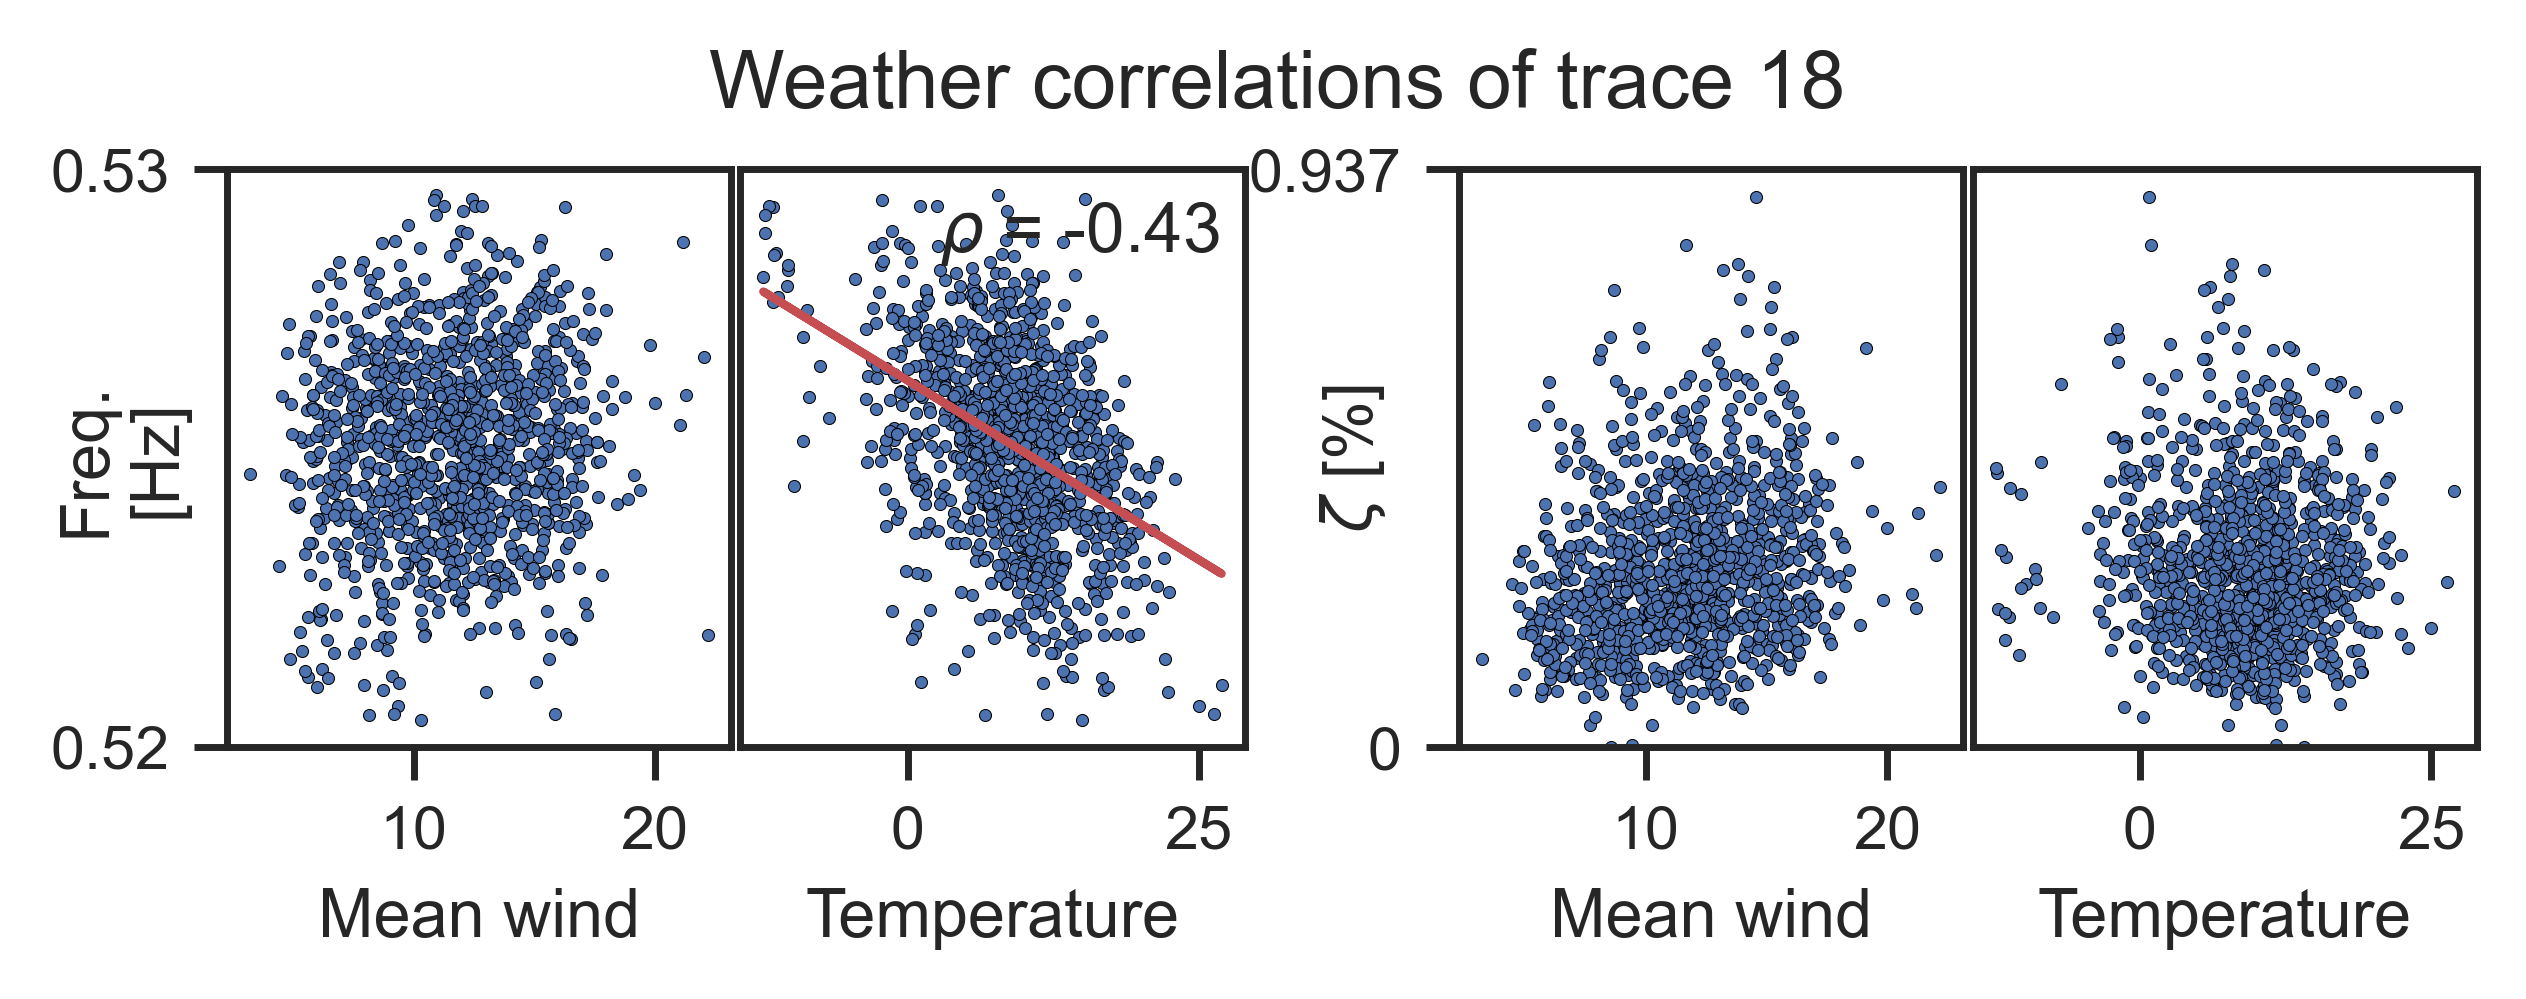 Weather correlations of trace 18
0.53
0.52
Freq.
[Hz]
10 20
Mean wind
ρ = -0.43
0 25
Temperature
0.937
0
ζ [%]
10 20
Mean wind
0 25
Temperature